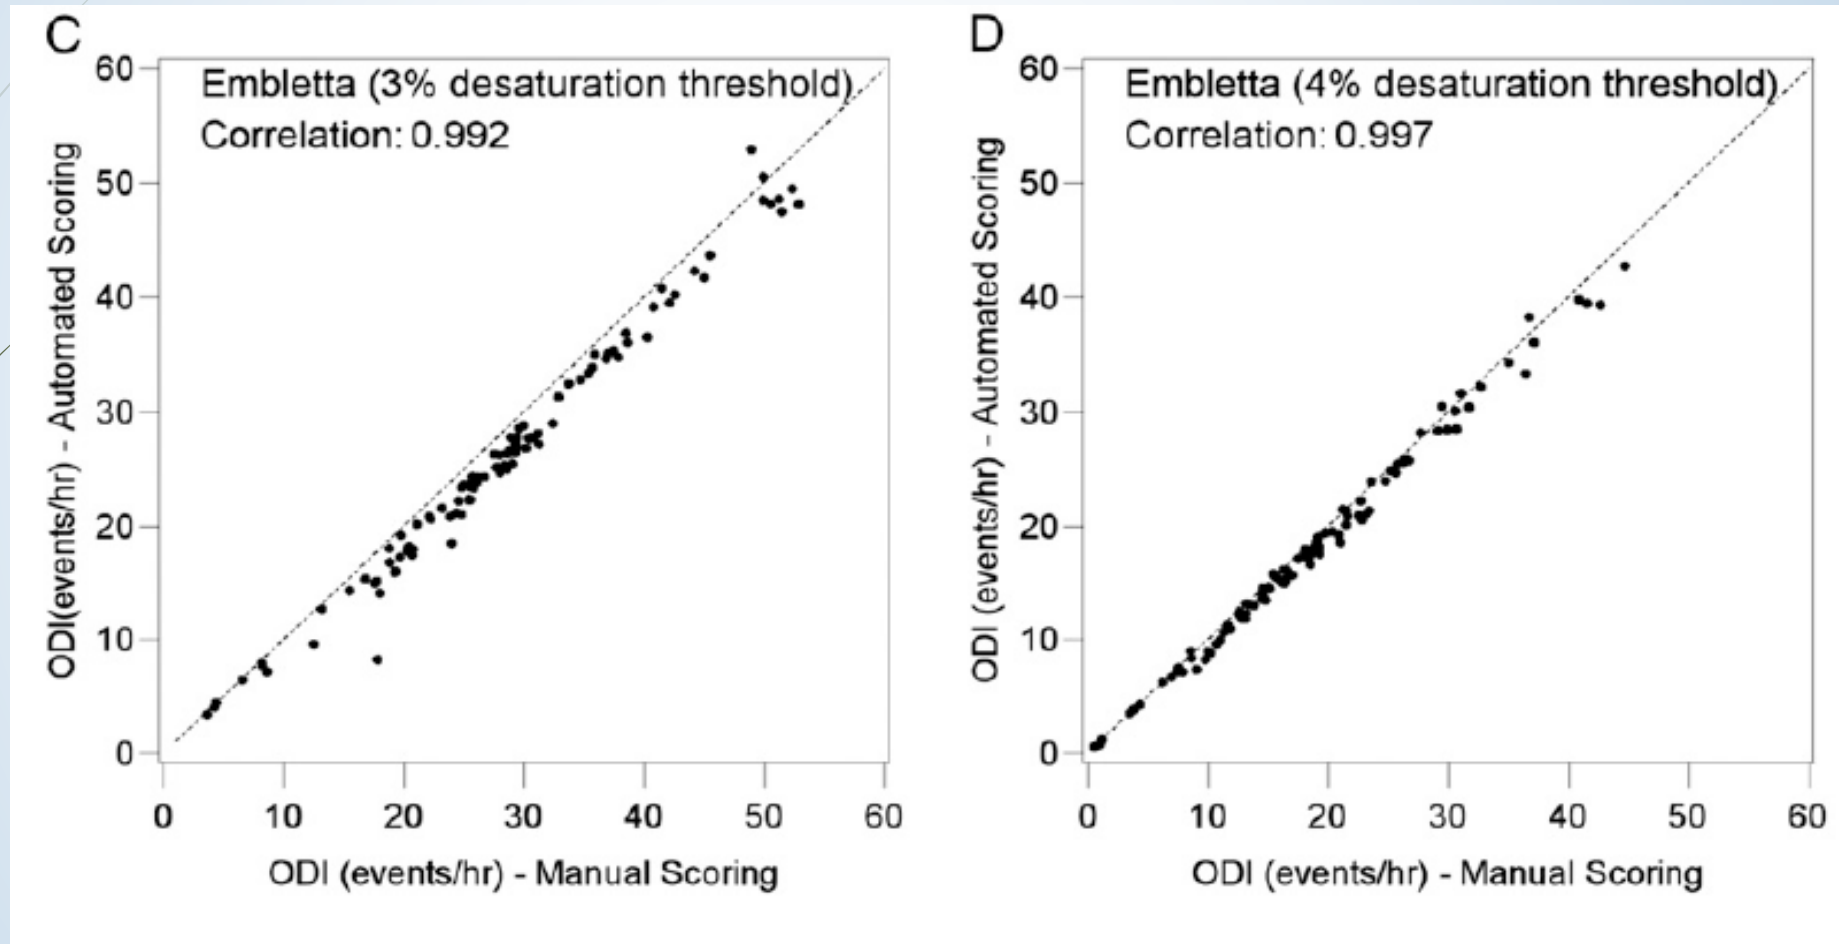 C
Embletta (3% desaturation threshold)
Correlation: 0.992
60
50
40
30
20
10
0
ODI(events/hr) - Automated Scoring
0 10 20 30 40 50 60
ODI (events/hr) - Manual Scoring
D
Embletta (4% desaturation threshold)
Correlation: 0.997
60
50
40
30
20
10
0
ODI (events/hr) - Automated Scoring
0 10 20 30 40 50 60
ODI (events/hr) - Manual Scoring